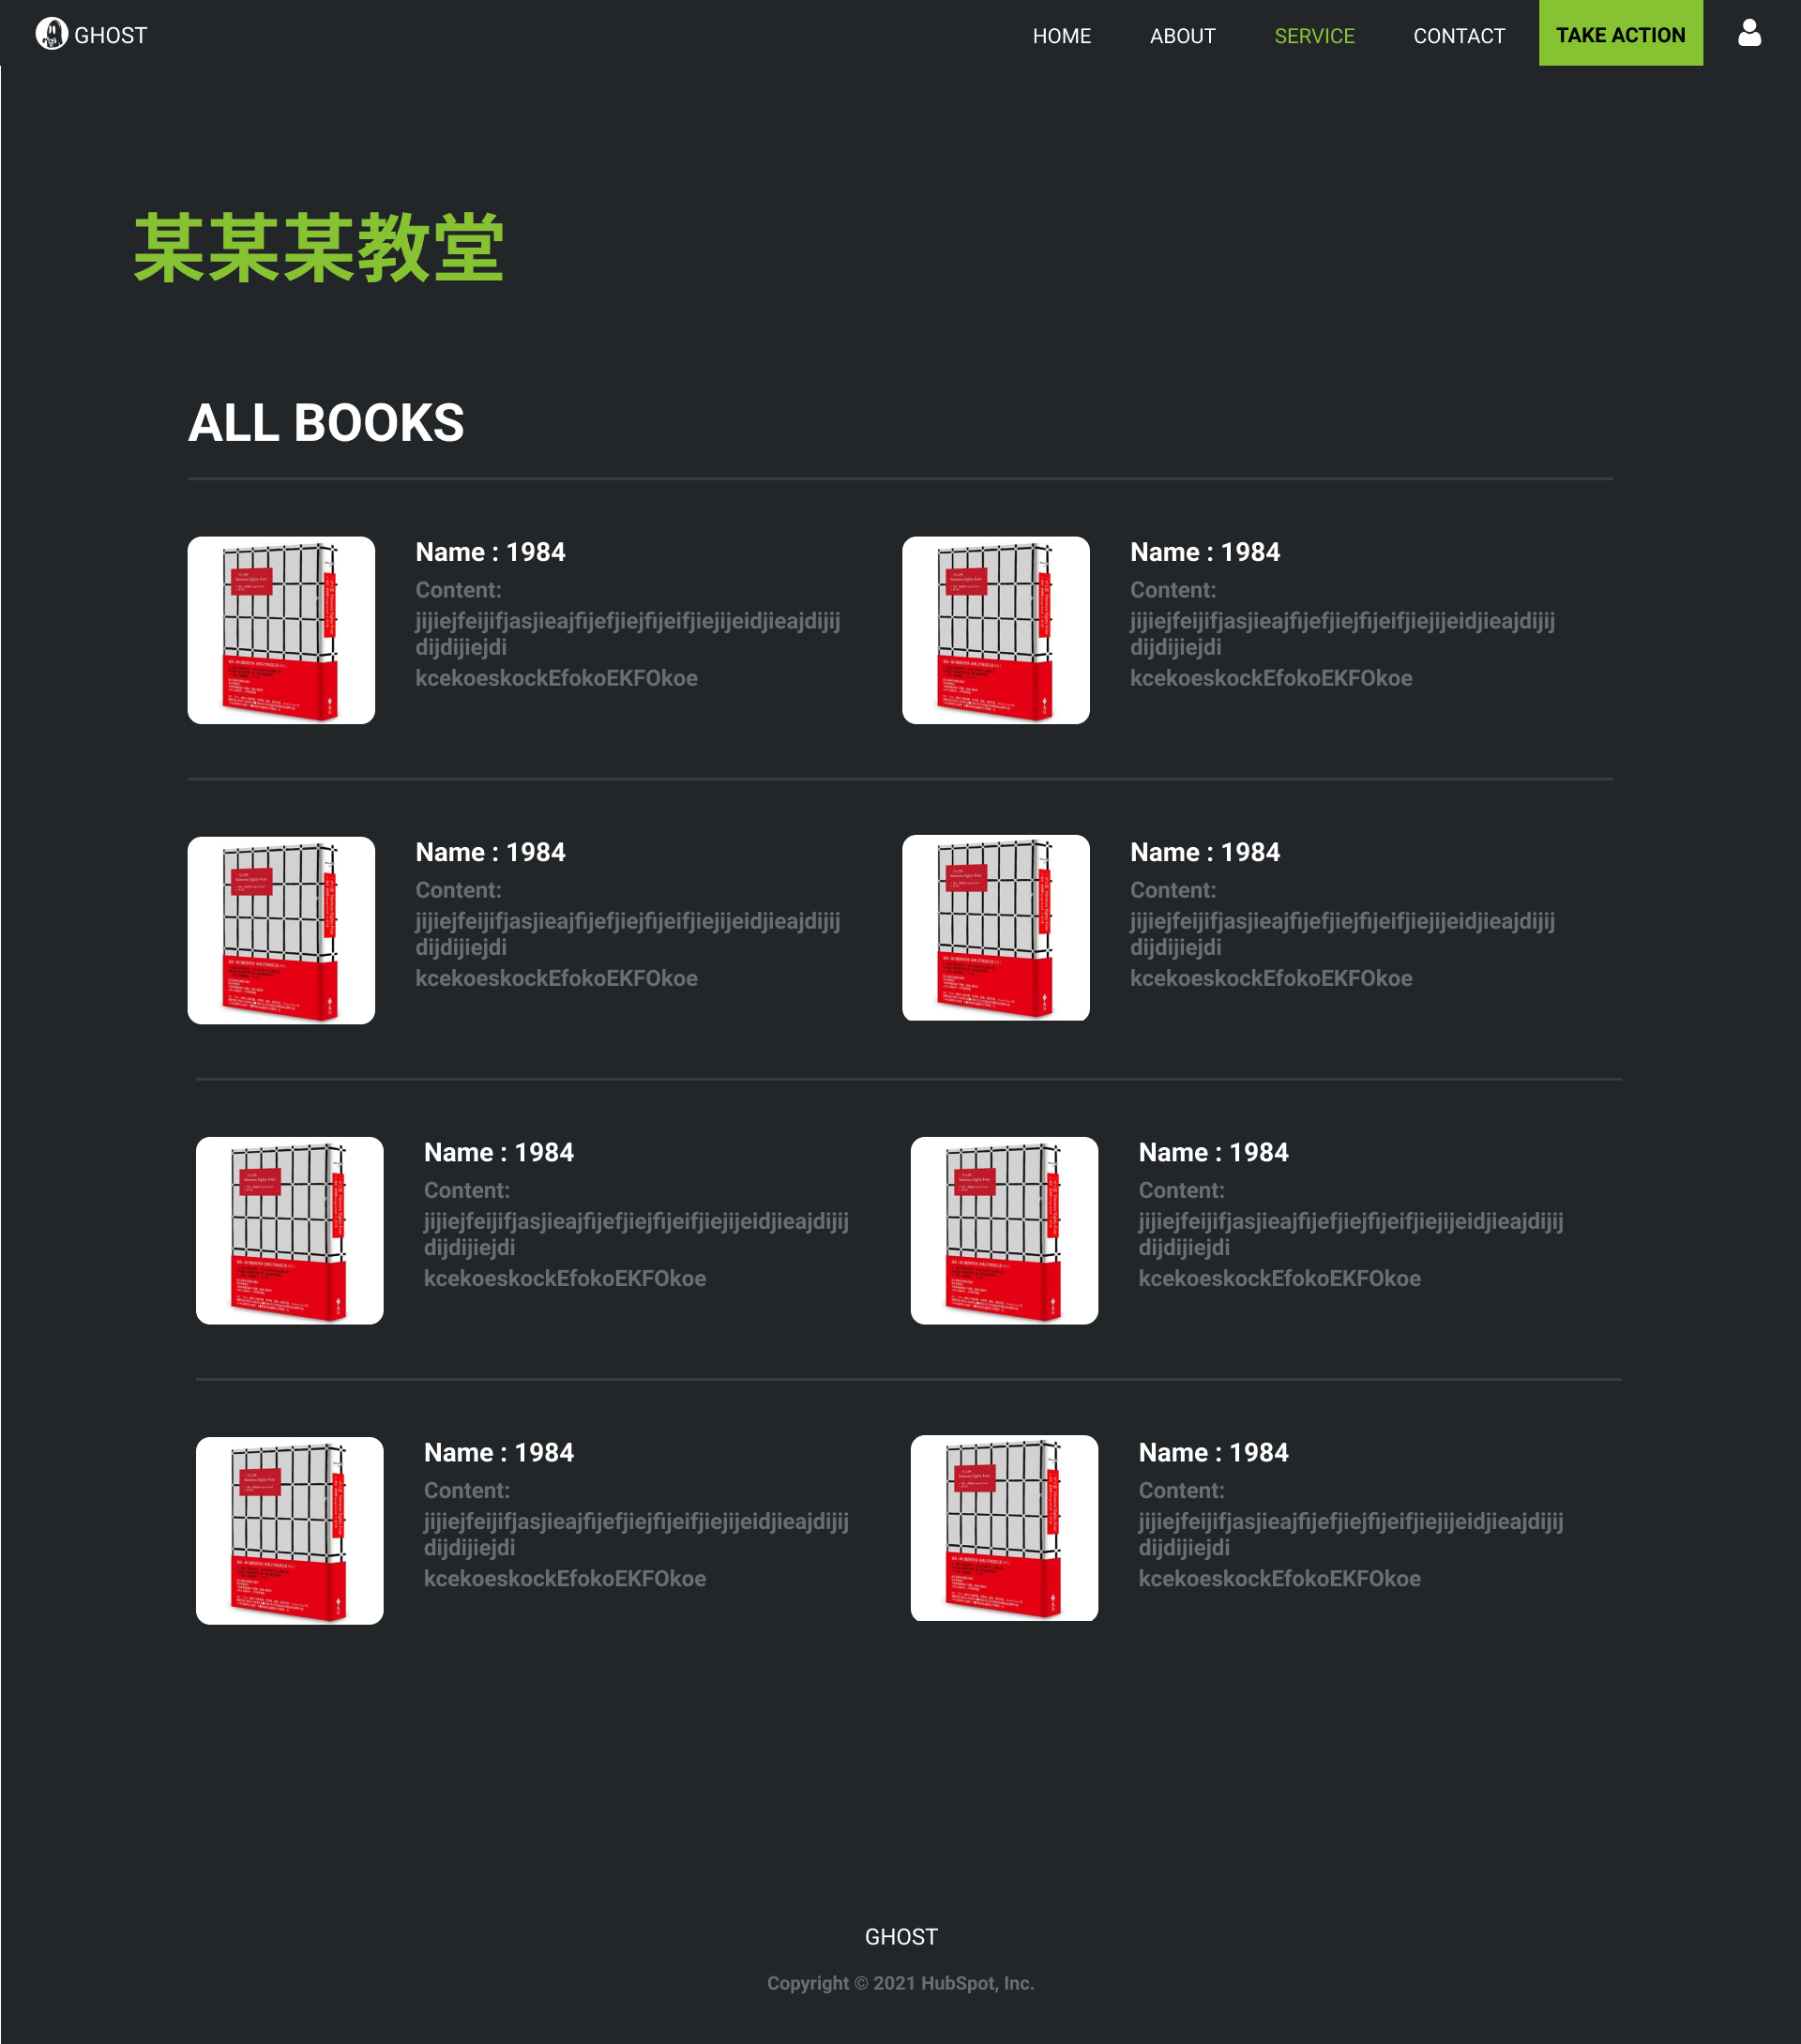 GHOST
HOME ABOUT SERVICE CONTACT TAKE ACTION
某某某教堂
ALL BOOKS
Name : 1984
Content:
jijiejfeijifjasjieajfijefjiejfijeifjiejijeidjieajdijij
dijdijiejdi
kcekoeskockEfokoEKFOkoe
Name : 1984
Content:
jijiejfeijifjasjieajfijefjiejfijeifjiejijeidjieajdijij
dijdijiejdi
kcekoeskockEfokoEKFOkoe
Name : 1984
Content:
jijiejfeijifjasjieajfijefjiejfijeifjiejijeidjieajdijij
dijdijiejdi
kcekoeskockEfokoEKFOkoe
Name : 1984
Content:
jijiejfeijifjasjieajfijefjiejfijeifjiejijeidjieajdijij
dijdijiejdi
kcekoeskockEfokoEKFOkoe
Name : 1984
Content:
jijiejfeijifjasjieajfijefjiejfijeifjiejijeidjieajdijij
dijdijiejdi
kcekoeskockEfokoEKFOkoe
Name : 1984
Content:
jijiejfeijifjasjieajfijefjiejfijeifjiejijeidjieajdijij
dijdijiejdi
kcekoeskockEfokoEKFOkoe
Name : 1984
Content:
jijiejfeijifjasjieajfijefjiejfijeifjiejijeidjieajdijij
dijdijiejdi
kcekoeskockEfokoEKFOkoe
Name : 1984
Content:
jijiejfeijifjasjieajfijefjiejfijeifjiejijeidjieajdijij
dijdijiejdi
kcekoeskockEfokoEKFOkoe
GHOST
Copyright © 2021 HubSpot, Inc.